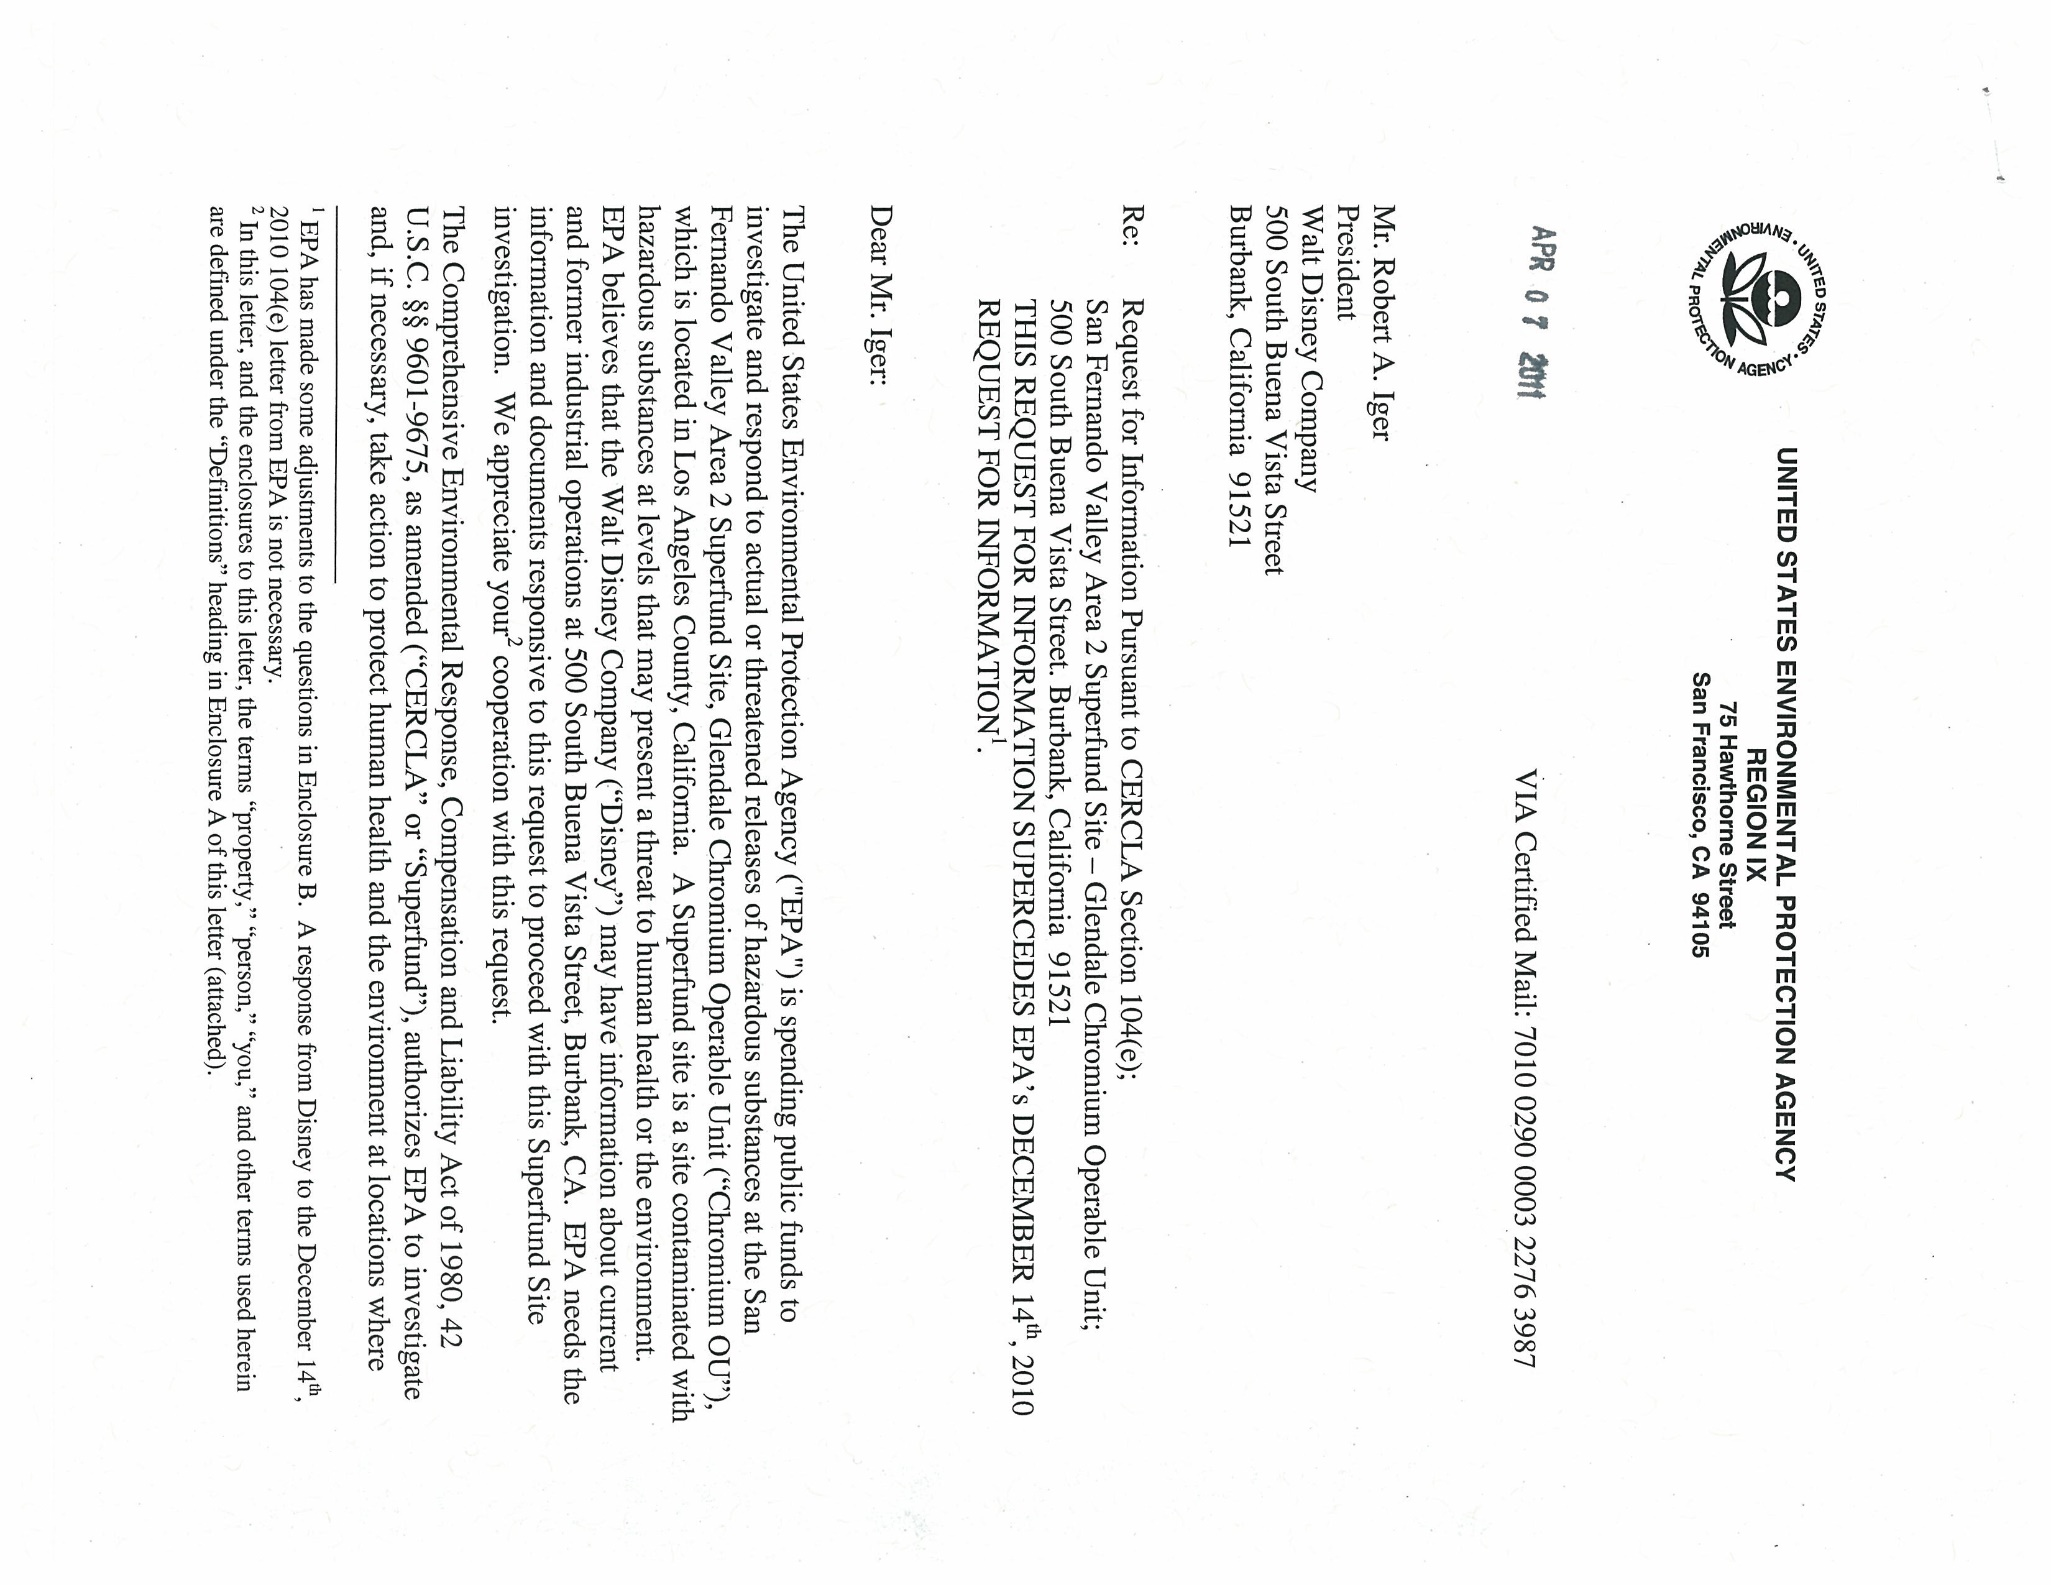 UNITED STATES ENVIRONMENTAL PROTECTION AGENCY
UNITED STATES ENVIRONMENTAL PROTECTION AGENCY
REGION IX
75 Hawthorne Street
San Francisco, CA 94105
APR 07 2011
VIA Certified Mail: 7010 0290 0003 2276 3987
Mr. Robert A. Iger
President
Walt Disney Company
500 South Buena Vista Street
Burbank, California 91521
Re: Request for Information Pursuant to CERCLA Section 104(e);
San Fernando Valley Area 2 Superfund Site – Glendale Chromium Operable Unit;
500 South Buena Vista Street. Burbank, California 91521
THIS REQUEST FOR INFORMATION SUPERCEDES EPA's DECEMBER 14th, 2010
REQUEST FOR INFORMATION1.
Dear Mr. Iger:
The United States Environmental Protection Agency ("EPA") is spending public funds to
investigate and respond to actual or threatened releases of hazardous substances at the San
Fernando Valley Area 2 Superfund Site, Glendale Chromium Operable Unit (“Chromium OU”),
which is located in Los Angeles County, California. A Superfund site is a site contaminated with
hazardous substances at levels that may present a threat to human health or the environment.
EPA believes that the Walt Disney Company (“Disney”) may have information about current
and former industrial operations at 500 South Buena Vista Street, Burbank, CA. EPA needs the
information and documents responsive to this request to proceed with this Superfund Site
investigation. We appreciate your2 cooperation with this request.
The Comprehensive Environmental Response, Compensation and Liability Act of 1980, 42
U.S.C. §§ 9601-9675, as amended (“CERCLA” or “Superfund”), authorizes EPA to investigate
and, if necessary, take action to protect human health and the environment at locations where
1 EPA has made some adjustments to the questions in Enclosure B. A response from Disney to the December 14th,
2010 104(e) letter from EPA is not necessary.
2 In this letter, and the enclosures to this letter, the terms “property,” “person,” “you,” and other terms used herein
are defined under the “Definitions” heading in Enclosure A of this letter (attached).